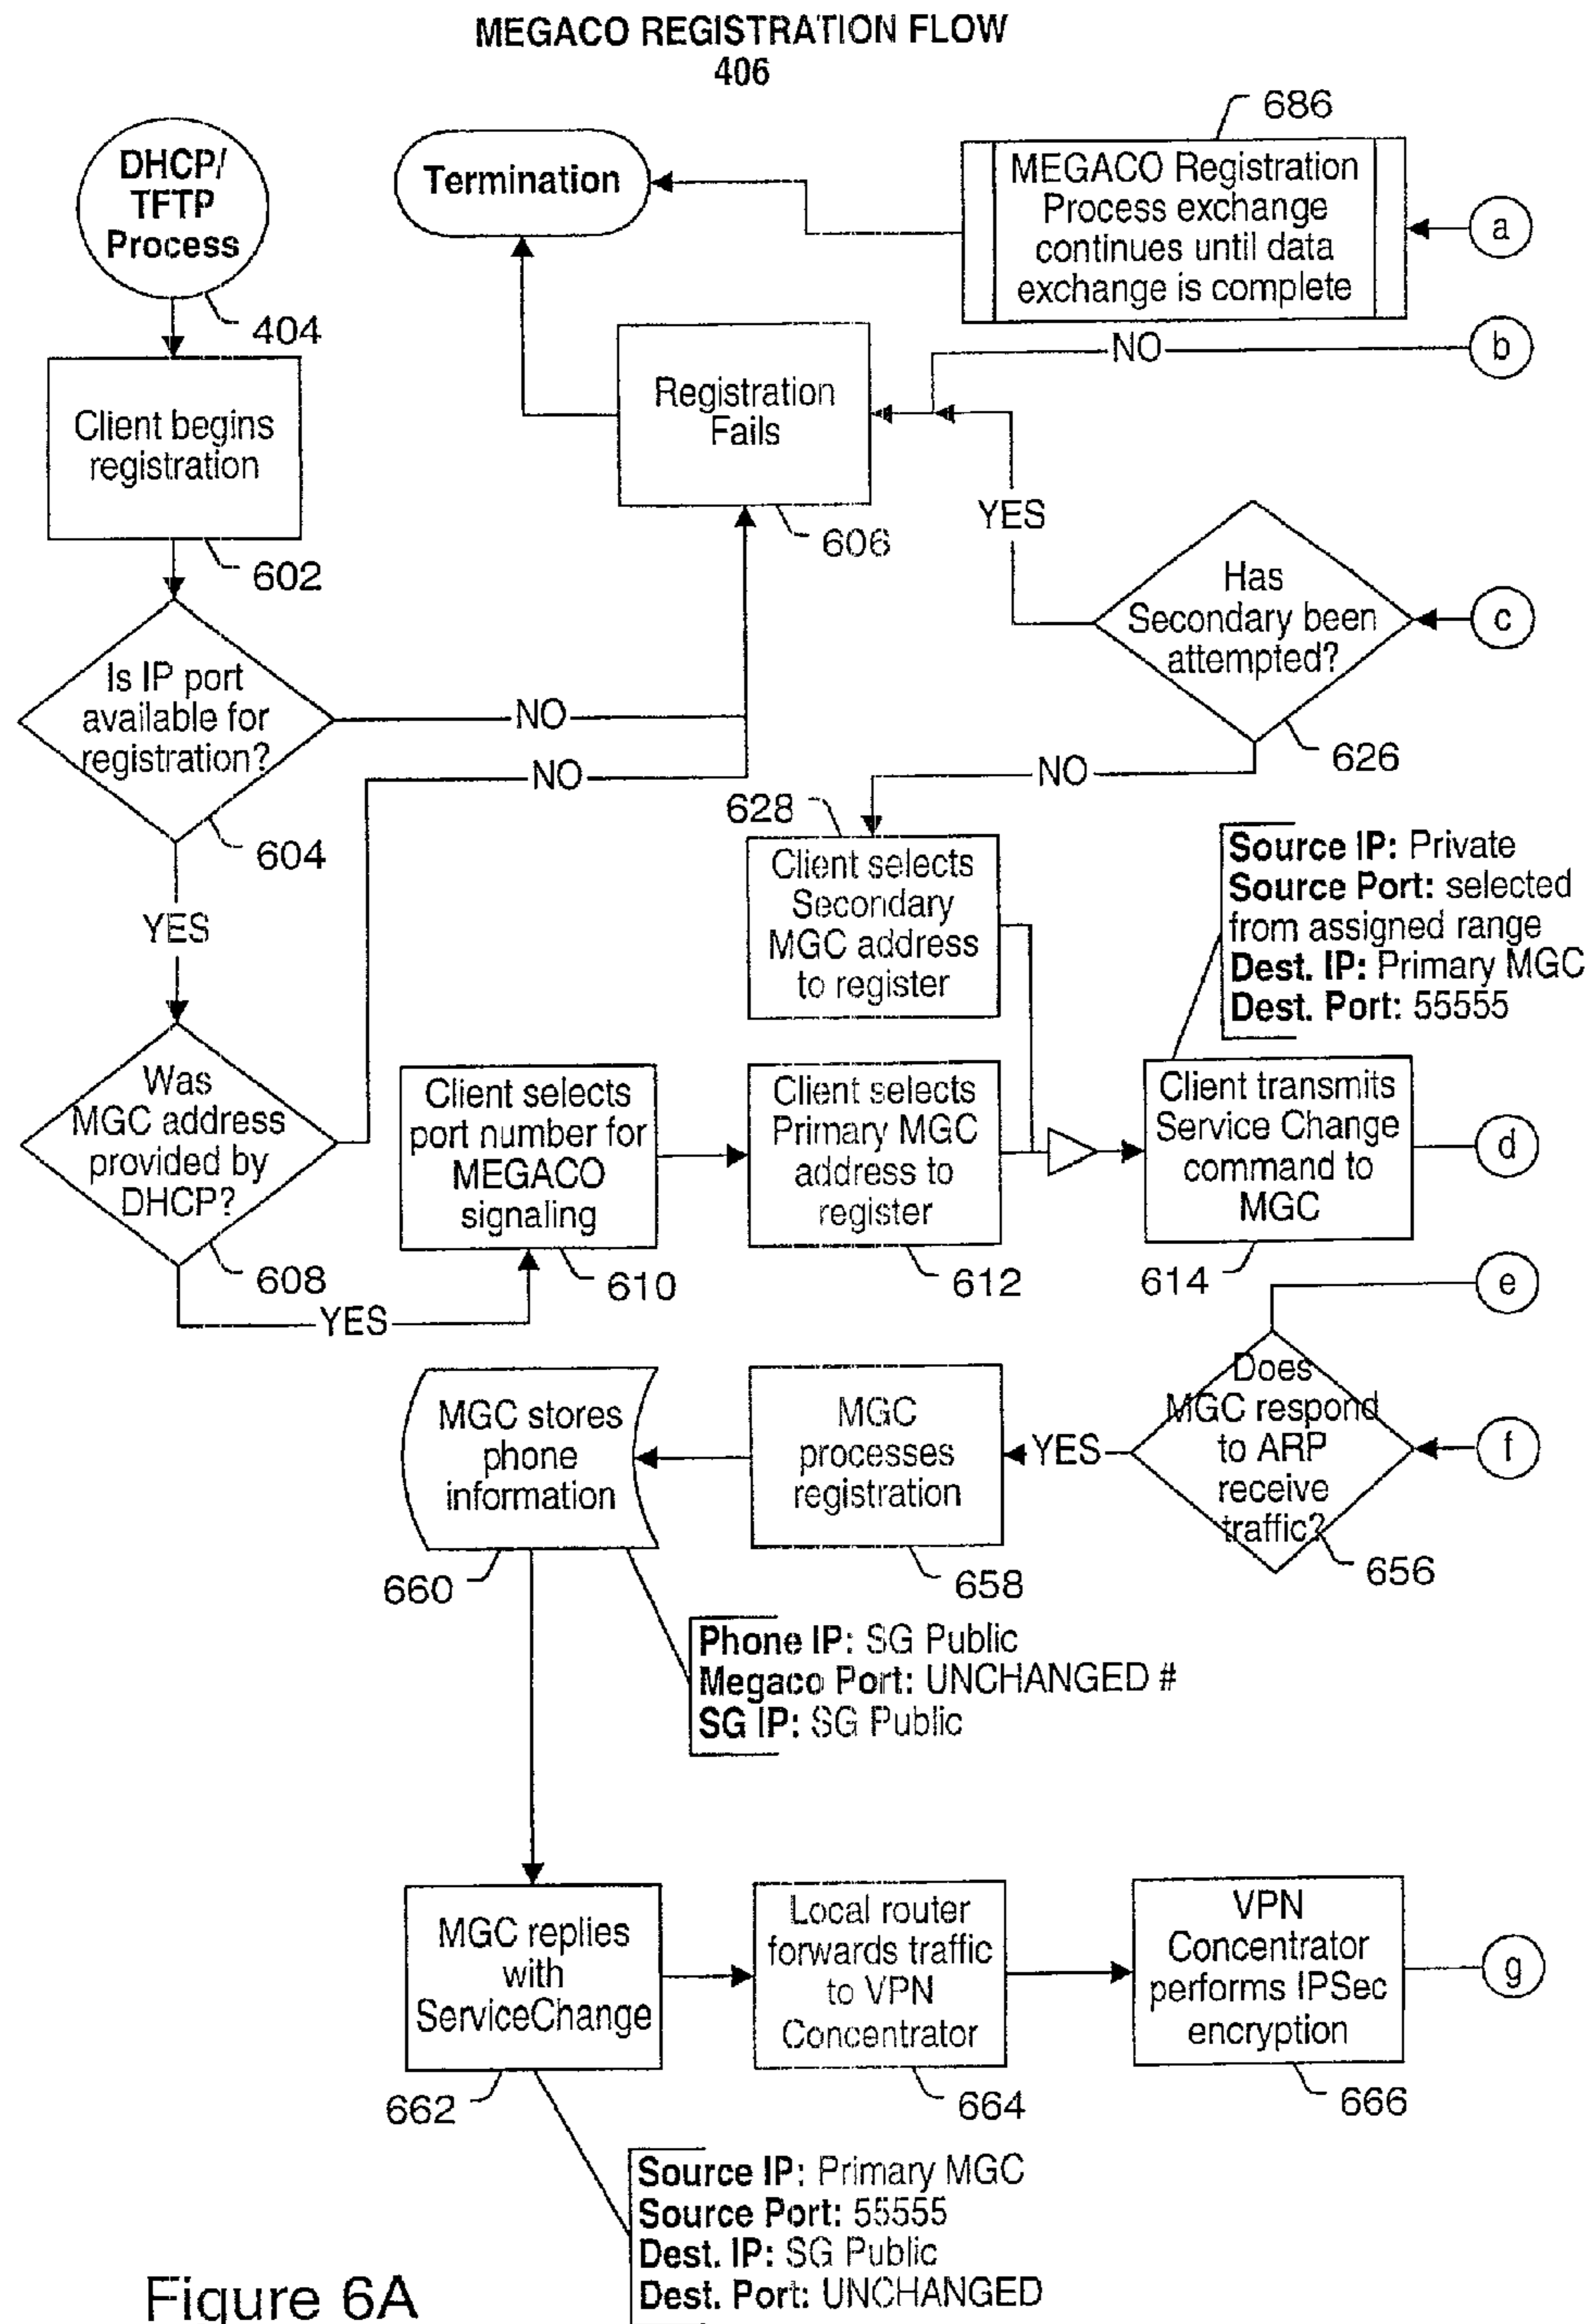 MEGACO REGISTRATION FLOW
406
DHCP/
TFTP
Process
404
Termination
686
MEGACO Registration
Process exchange
continues until data
exchange is complete
a
Client begins
registration
602
Registration
Fails
606
NO
b
YES
Has
Secondary been
attempted?
626
c
Is IP port
available for
registration?
604
NO
NO
NO
YES
628
Client selects
Secondary
MGC address
to register
Source IP: Private
Source Port: selected
from assigned range
Dest. IP: Primary MGC
Dest. Port: 55555
Was
MGC address
provided by
DHCP?
608
YES
Client selects
port number for
MEGACO
signaling
610
Client selects
Primary MGC
address to
register
612
Client transmits
Service Change
command to
MGC
614
d
e
MGC stores
phone
information
660
MGC
processes
registration
658
YES
Does
MGC respond
to ARP
receive
traffic?
656
f
Phone IP: SG Public
Megaco Port: UNCHANGED #
SG IP: SG Public
MGC replies
with
ServiceChange
662
Local router
forwards traffic
to VPN
Concentrator
664
VPN
Concentrator
performs IPSec
encryption
666
g
Source IP: Primary MGC
Source Port: 55555
Dest. IP: SG Public
Dest. Port: UNCHANGED
Figure 6A